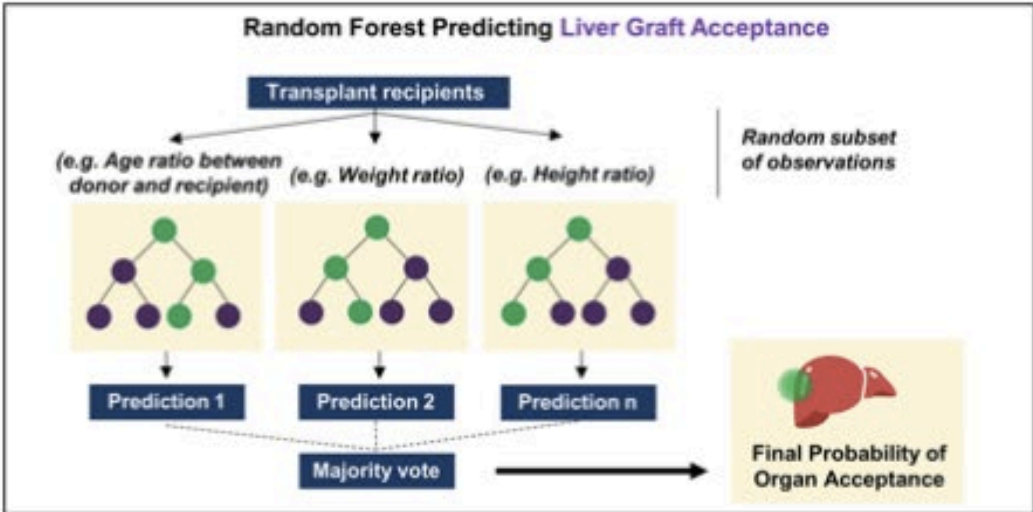 Random Forest Predicting Liver Graft Acceptance
Transplant recipients
(e.g. Age ratio between
donor and recipient)
(e.g. Weight ratio)
(e.g. Height ratio)
Random subset
of observations
Prediction 1
Prediction 2
Prediction n
Majority vote
Final Probability of
Organ Acceptance